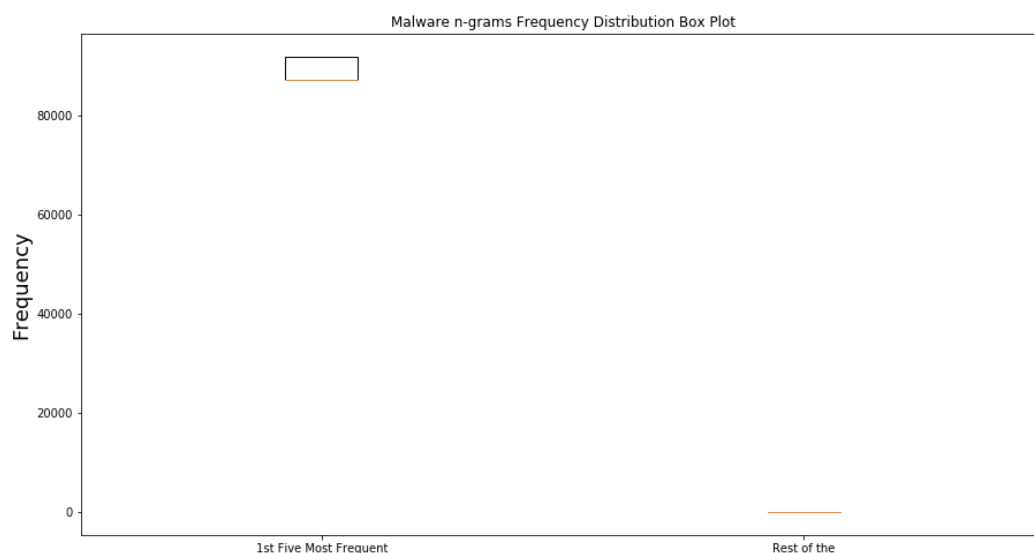 Malware n-grams Frequency Distribution Box Plot
Frequency
80000
60000
40000
20000
0
1st Five Most Frequent
Rest of the